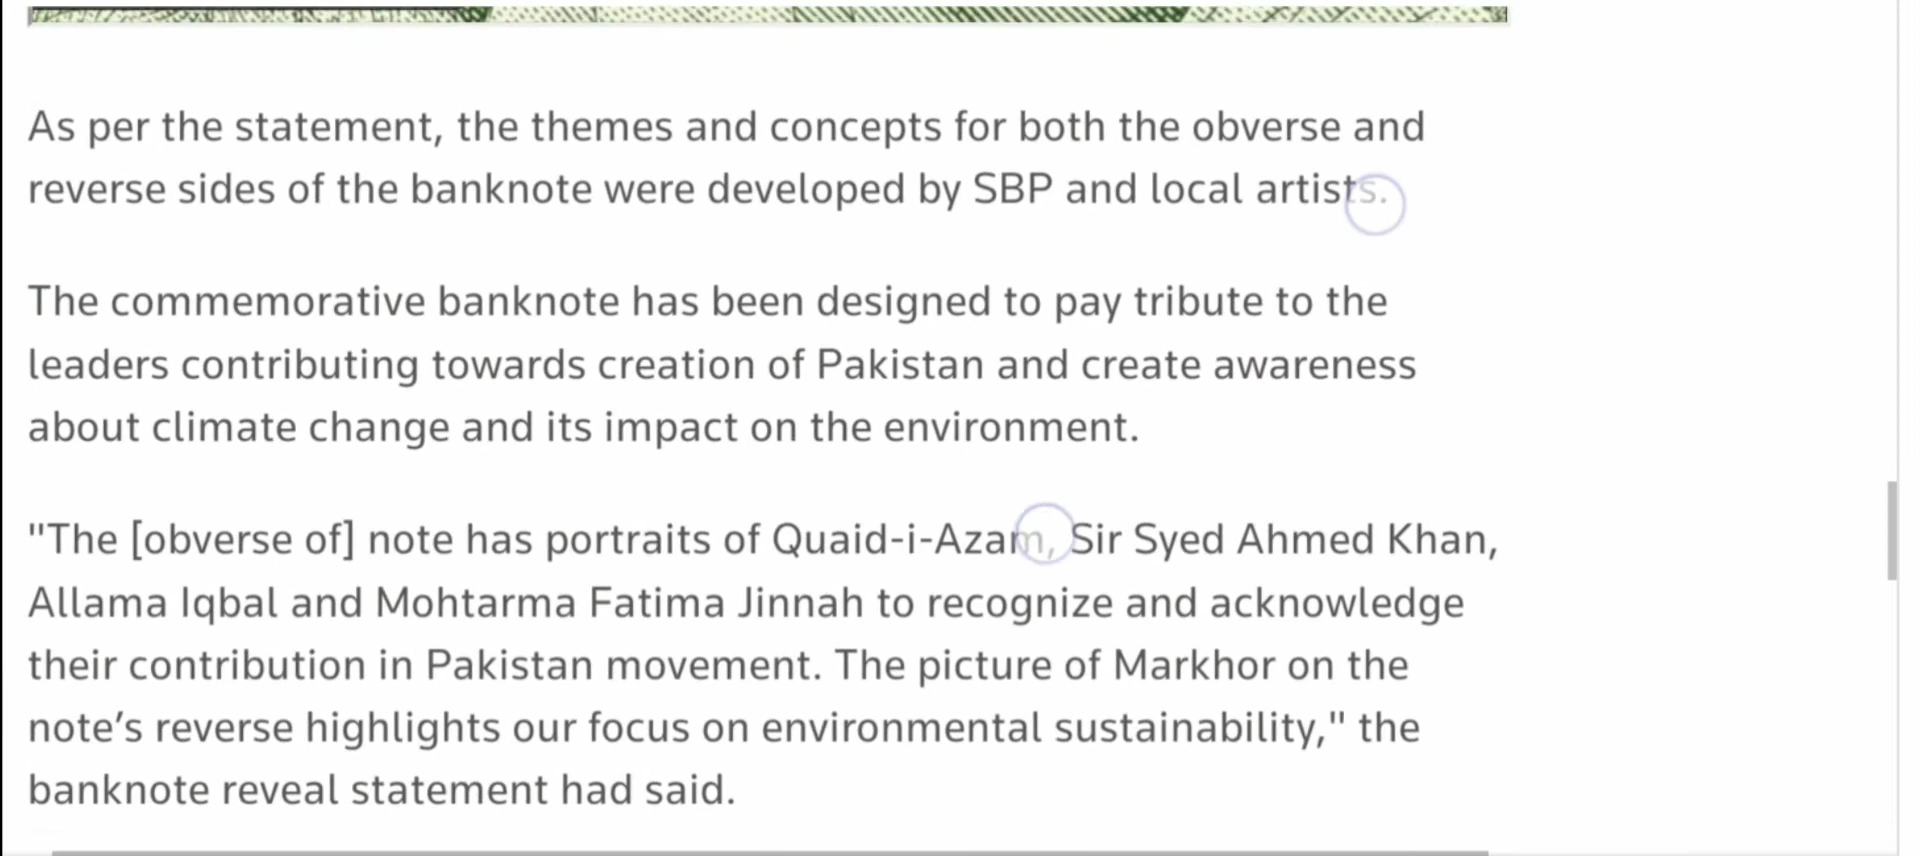 As per the statement, the themes and concepts for both the obverse and
reverse sides of the banknote were developed by SBP and local artists.
The commemorative banknote has been designed to pay tribute to the
leaders contributing towards creation of Pakistan and create awareness
about climate change and its impact on the environment.
"The [obverse of] note has portraits of Quaid-i-Azam, Sir Syed Ahmed Khan,
Allama Iqbal and Mohtarma Fatima Jinnah to recognize and acknowledge
their contribution in Pakistan movement. The picture of Markhor on the
note’s reverse highlights our focus on environmental sustainability," the
banknote reveal statement had said.